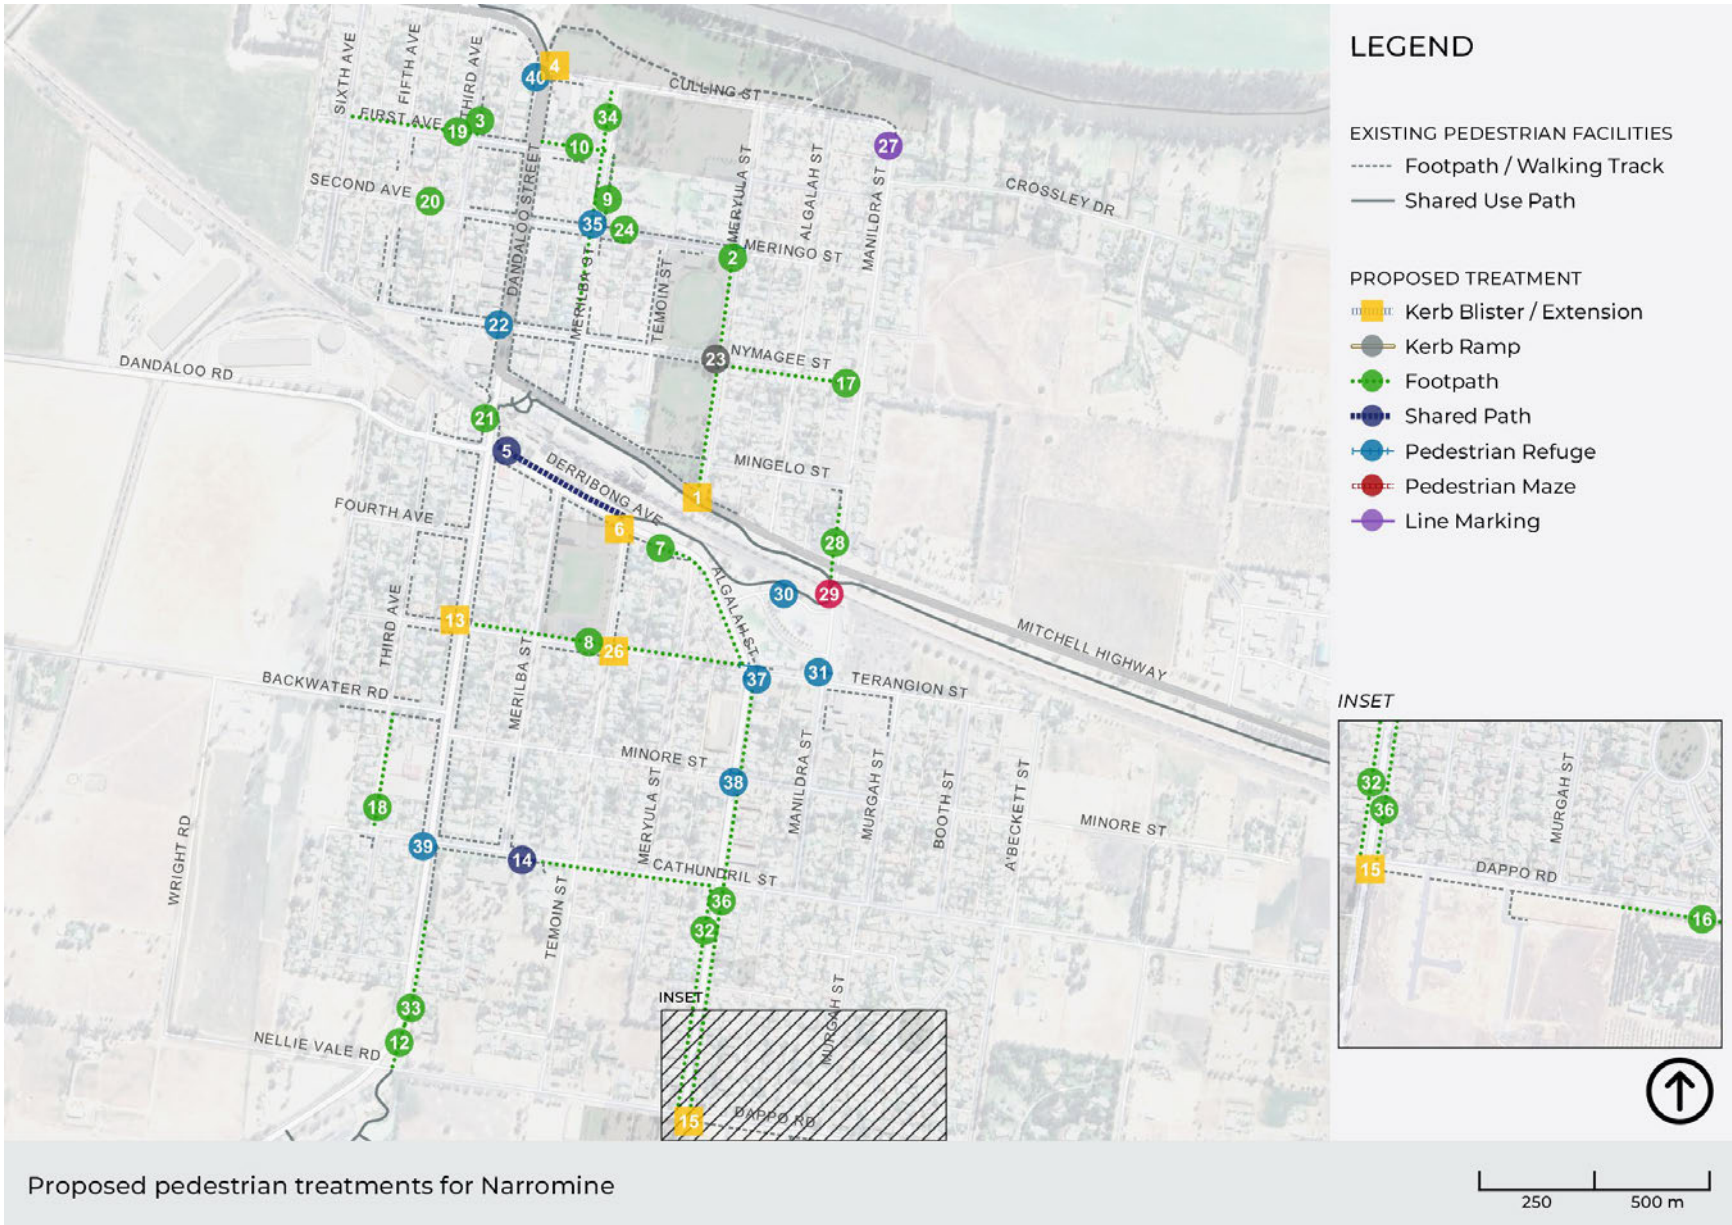 SIXTH AVE
FIFTH AVE
THIRD AVE
40
4
CULLING ST
FIRST AVE
19
3
34
10
27
SECOND AVE
20
DANDALOO STREET
9
35
24
MERYULA ST
ALGALAH ST
MANILDRA ST
CROSSLEY DR
2
MERINGO ST
MERILBA ST
TEMOIN ST
22
23
NYMAGEE ST
17
DANDALOO RD
21
5
DERRIBONG AVE
MINGELO ST
1
FOURTH AVE
6
7
28
ALGALAH ST
30
29
THIRD AVE
13
8
26
MITCHELL HIGHWAY
BACKWATER RD
MERILBA ST
37
31
TERANGION ST
MINORE ST
38
MANILDRA ST
MURGAH ST
BOOTH ST
A'BECKETT ST
MINORE ST
18
39
14
MERYULA ST
CATHUNDRIL ST
WRIGHT RD
TEMOIN ST
36
32
33
12
NELLIE VALE RD
INSET
MURGAH ST
15
DAPPO RD
LEGEND
EXISTING PEDESTRIAN FACILITIES
Footpath / Walking Track
Shared Use Path
PROPOSED TREATMENT
Kerb Blister / Extension
Kerb Ramp
Footpath
Shared Path
Pedestrian Refuge
Pedestrian Maze
Line Marking
INSET
32
36
MURGAH ST
15
DAPPO RD
16
Proposed pedestrian treatments for Narromine
250 500 m